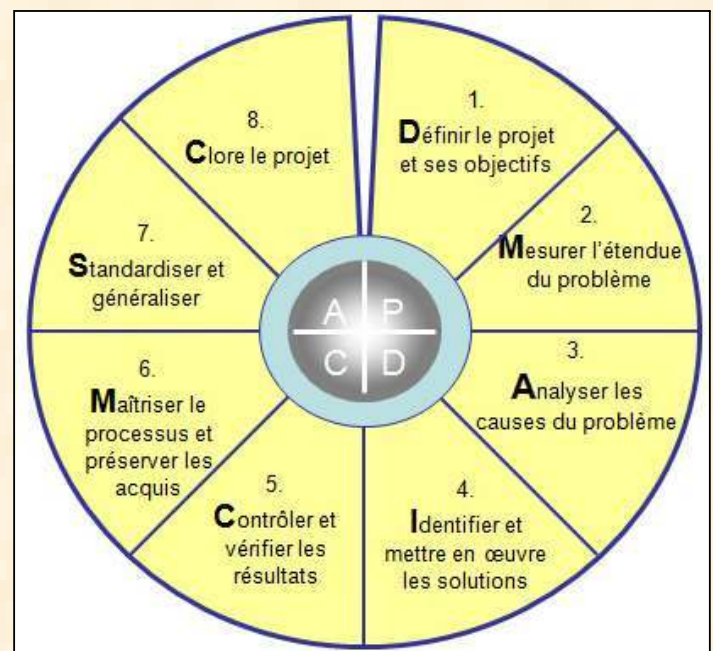 1.
Définir le projet
et ses objectifs
2.
Mesurer l'étendue
du problème
3.
Analyser les
causes du problème
4.
Identifier et
mettre en œuvre
les solutions
5.
Contrôler et
vérifier les
résultats
6.
Maîtriser le
processus et
préserver les
acquis
7.
Standardiser et
généraliser
8.
Clore le projet
A P
C D